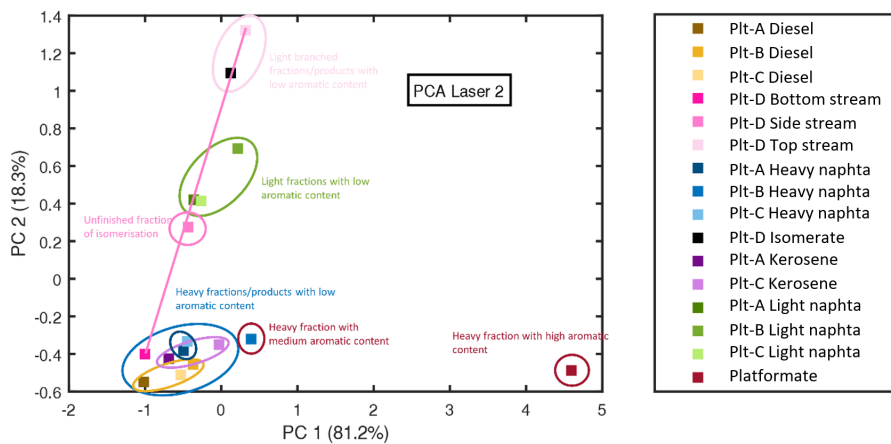 1.4
1.2
1
0.8
0.6
0.4
0.2
0
-0.2
-0.4
-0.6
-2
-1
0
1
2
3
4
5
PC 2 (18.3%)
PC 1 (81.2%)
PCA Laser 2
Light branched
fractions/products with
low aromatic content
Light fractions with low
aromatic content
Unfinished fraction
of isomerisation
Heavy fractions/products with low
aromatic content
Heavy fraction with
medium aromatic content
Heavy fraction with high aromatic
content
Plt-A Diesel
Plt-B Diesel
Plt-C Diesel
Plt-D Bottom stream
Plt-D Side stream
Plt-D Top stream
Plt-A Heavy naphta
Plt-B Heavy naphta
Plt-C Heavy naphta
Plt-D Isomerate
Plt-A Kerosene
Plt-C Kerosene
Plt-A Light naphta
Plt-B Light naphta
Plt-C Light naphta
Platformate